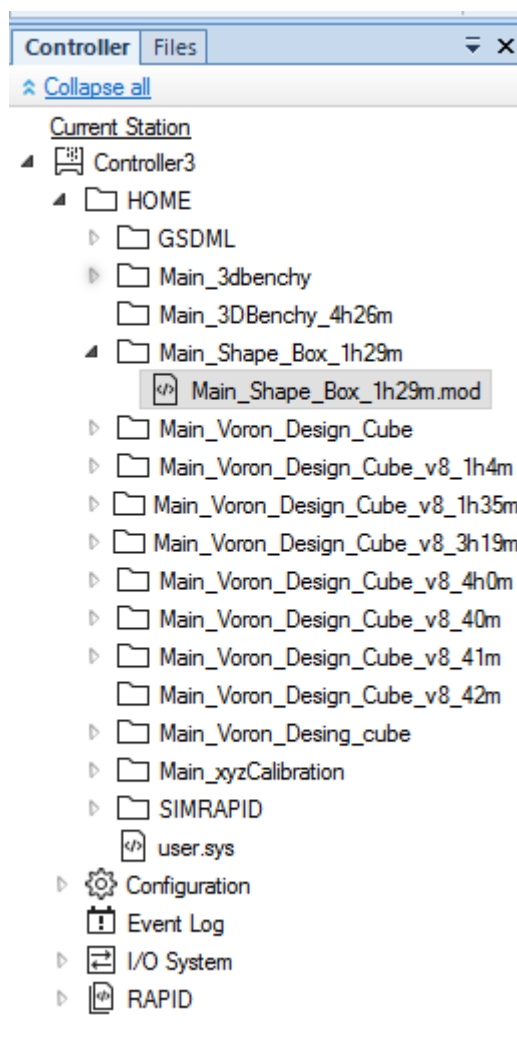 Controller Files
Collapse all
Current Station
Controller3
HOME
GSDML
Main_3dbenchy
Main_3DBenchy_4h26m
Main_Shape_Box_1h29m
Main_Shape_Box_1h29m.mod
Main_Voron_Design_Cube
Main_Voron_Design_Cube_v8_1h4m
Main_Voron_Design_Cube_v8_1h35m
Main_Voron_Design_Cube_v8_3h19m
Main_Voron_Design_Cube_v8_4h0m
Main_Voron_Design_Cube_v8_40m
Main_Voron_Design_Cube_v8_41m
Main_Voron_Design_Cube_v8_42m
Main_Voron_Desing_cube
Main_xyzCalibration
SIMRAPID
user.sys
Configuration
Event Log
I/O System
RAPID